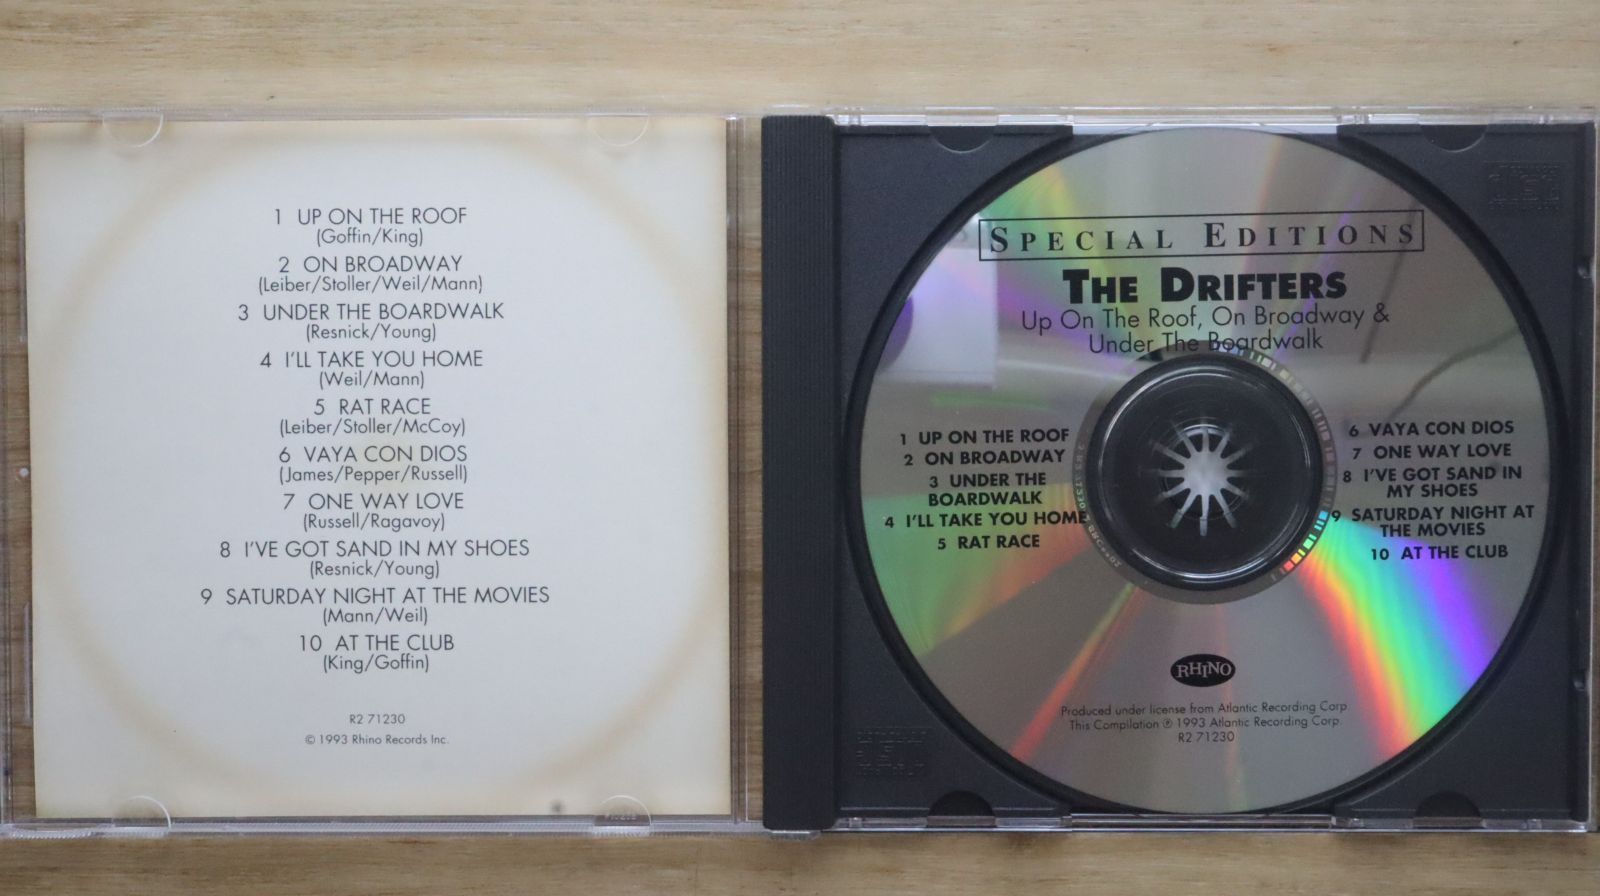 1 UP ON THE ROOF
(Goffin/King)
2 ON BROADWAY
(Leiber/Stoller/Weil/Mann)
3 UNDER THE BOARDWALK
(Resnick/Young)
4 I'LL TAKE YOU HOME
(Weil/Mann)
5 RAT RACE
(Leiber/Stoller/McCoy)
6 VAYA CON DIOS
(James/Pepper/Russell)
7 ONE WAY LOVE
(Russell/Ragavoy)
8 I'VE GOT SAND IN MY SHOES
(Resnick/Young)
9 SATURDAY NIGHT AT THE MOVIES
(Mann/Weil)
10 AT THE CLUB
(King/Goffin)
R2 71230
© 1993 Rhino Records Inc.
SPECIAL EDITIONS
THE DRIFTERS
Up On The Roof, On Broadway &
Under The Boardwalk
1 UP ON THE ROOF
2 ON BROADWAY
3 UNDER THE
BOARDWALK
4 I'LL TAKE YOU HOME
5 RAT RACE
6 VAYA CON DIOS
7 ONE WAY LOVE
8 I'VE GOT SAND IN
MY SHOES
9 SATURDAY NIGHT AT
THE MOVIES
10 AT THE CLUB
RHINO
Produced under license from Atlantic Recording Corp
This Compilation ℗ 1993 Atlantic Recording Corp.
R2 71230